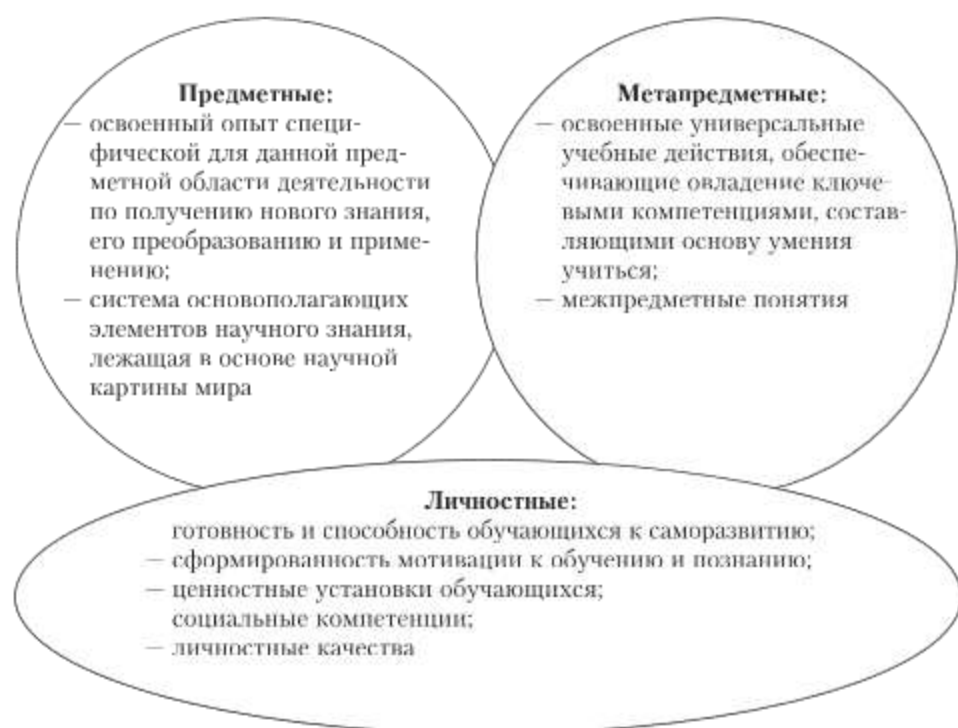 Предметные:
— освоенный опыт специ-
фической для данной пред-
метной области деятельности
по получению нового знания,
его преобразованию и приме-
нению;
— система основополагающих
элементов научного знания,
лежащая в основе научной
картины мира
Метапредметные:
— освоенные универсальные
учебные действия, обеспе-
чивающие овладение ключе-
выми компетенциями, состав-
ляющими основу умения
учиться;
— межпредметные понятия
Личностные:
готовность и способность обучающихся к саморазвитию;
— сформированность мотивации к обучению и познанию;
— ценностные установки обучающихся;
социальные компетенции;
— личностные качества